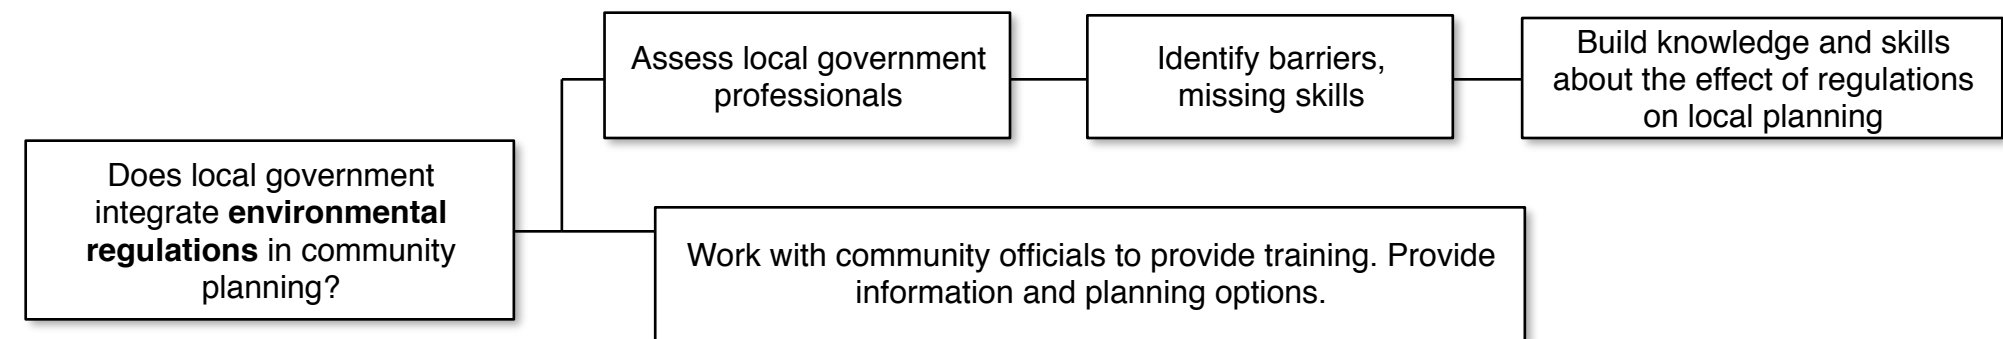 Assess local government
professionals
Identify barriers,
missing skills
Build knowledge and skills
about the effect of regulations
on local planning
Does local government
integrate environmental
regulations in community
planning?
Work with community officials to provide training. Provide
information and planning options.